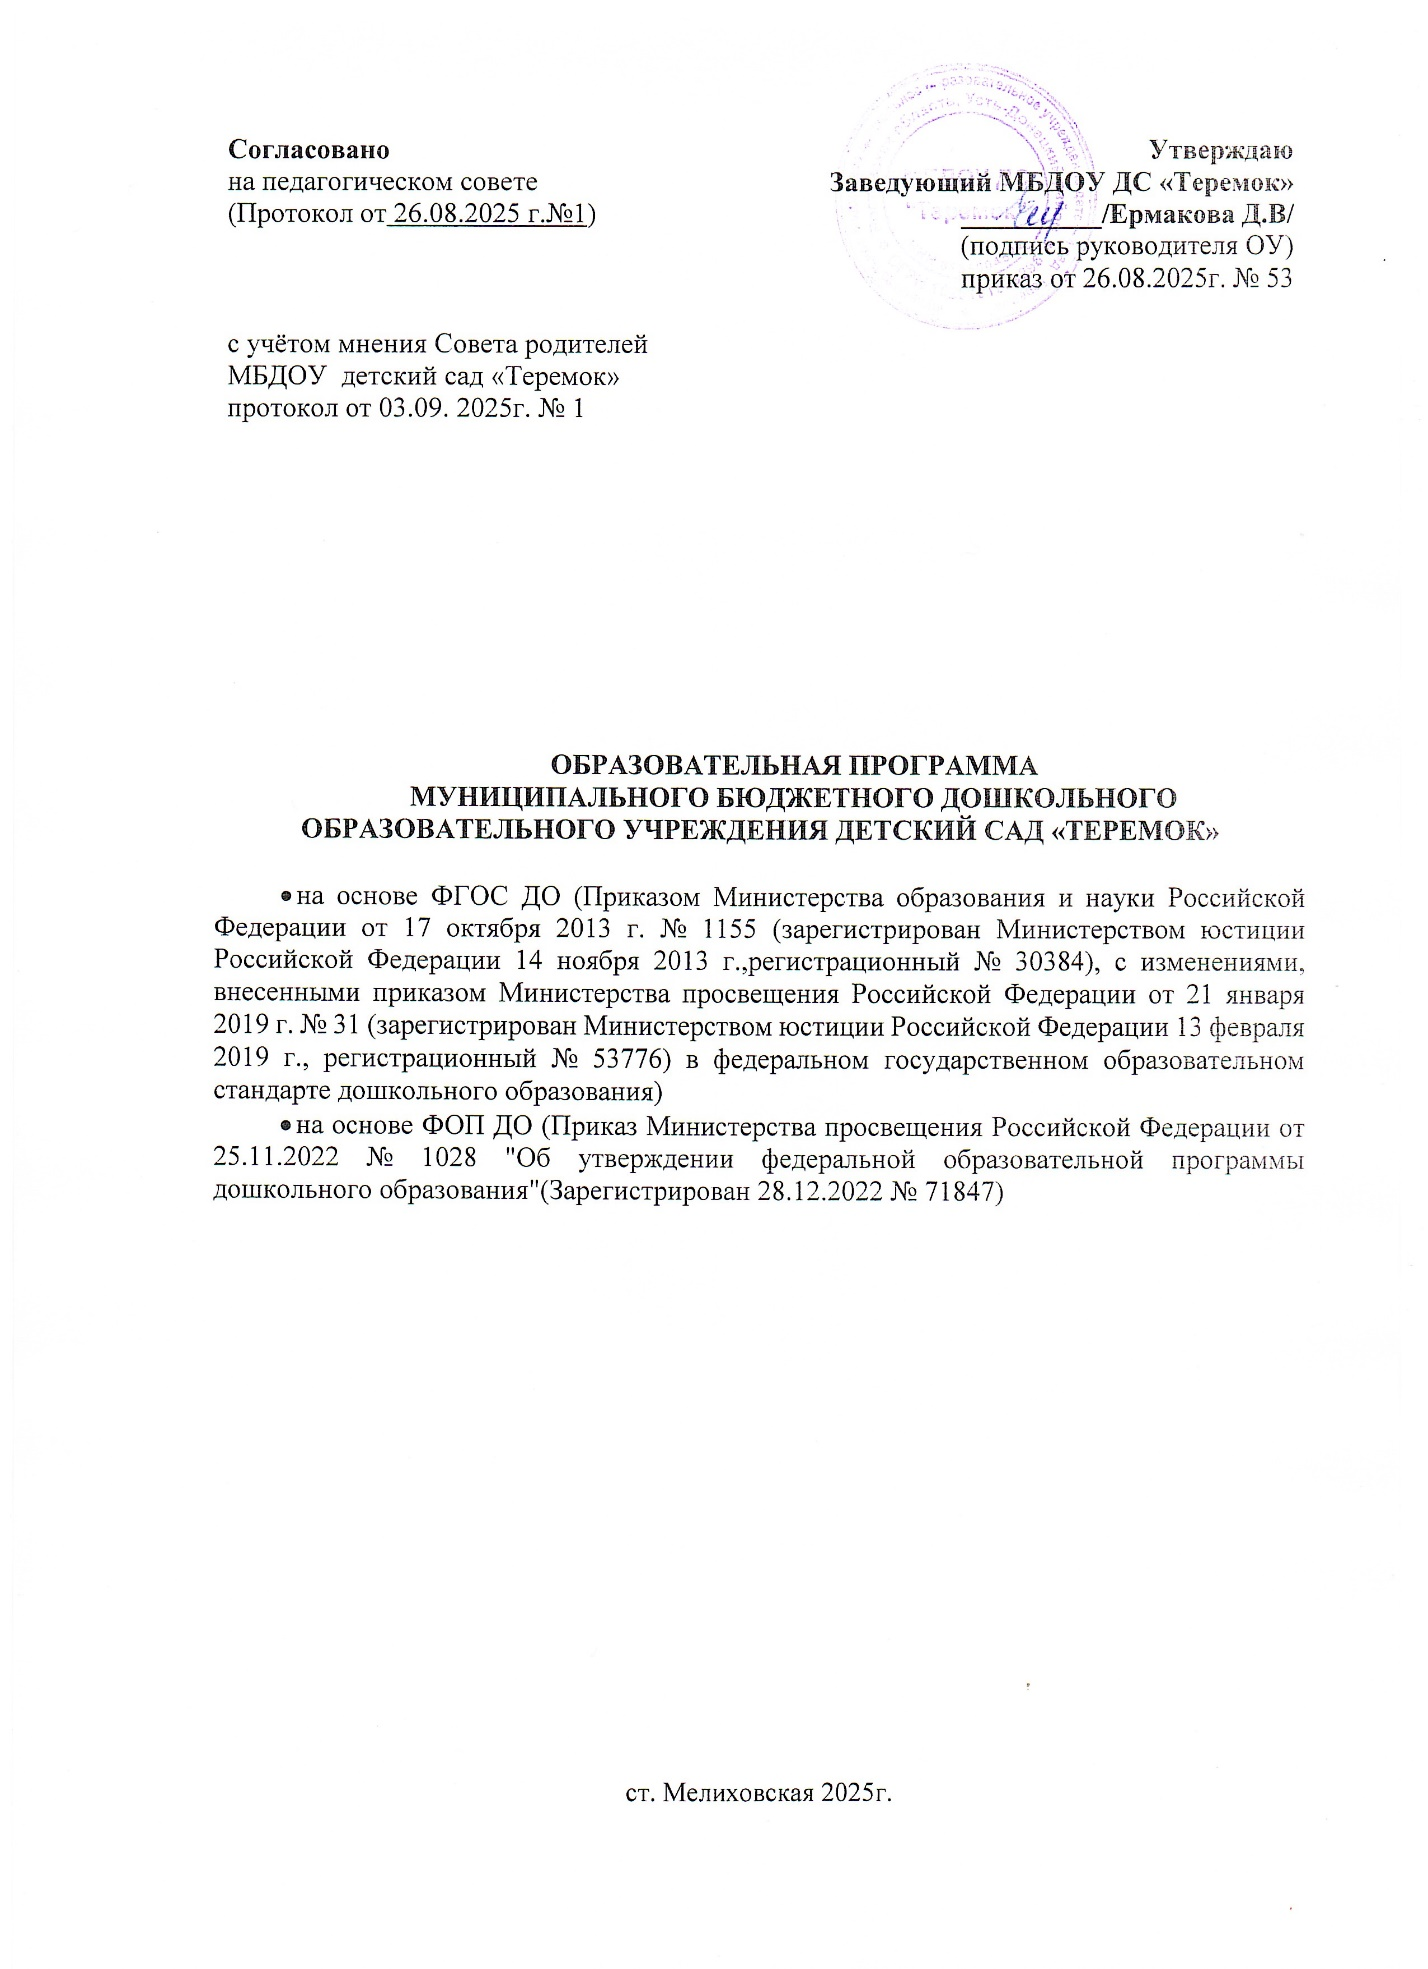 Согласовано
на педагогическом совете
(Протокол от 26.08.2025 г.№1)
Утверждаю
Заведующий МБДОУ ДС «Теремок»
/Ермакова Д.В/
(подпись руководителя ОУ)
приказ от 26.08.2025г. № 53
с учётом мнения Совета родителей
МБДОУ детский сад «Теремок»
протокол от 03.09. 2025г. № 1
ОБРАЗОВАТЕЛЬНАЯ ПРОГРАММА
МУНИЦИПАЛЬНОГО БЮДЖЕТНОГО ДОШКОЛЬНОГО
ОБРАЗОВАТЕЛЬНОГО УЧРЕЖДЕНИЯ ДЕТСКИЙ САД «ТЕРЕМОК»
•на основе ФГОС ДО (Приказом Министерства образования и науки Российской
Федерации от 17 октября 2013 г. № 1155 (зарегистрирован Министерством юстиции
Российской Федерации 14 ноября 2013 г.,регистрационный № 30384), с изменениями,
внесенными приказом Министерства просвещения Российской Федерации от 21 января
2019 г. № 31 (зарегистрирован Министерством юстиции Российской Федерации 13 февраля
2019 г., регистрационный № 53776) в федеральном государственном образовательном
стандарте дошкольного образования)
•на основе ФОП ДО (Приказ Министерства просвещения Российской Федерации от
25.11.2022 № 1028 "Об утверждении федеральной образовательной программы
дошкольного образования"(Зарегистрирован 28.12.2022 № 71847)
ст. Мелиховская 2025г.